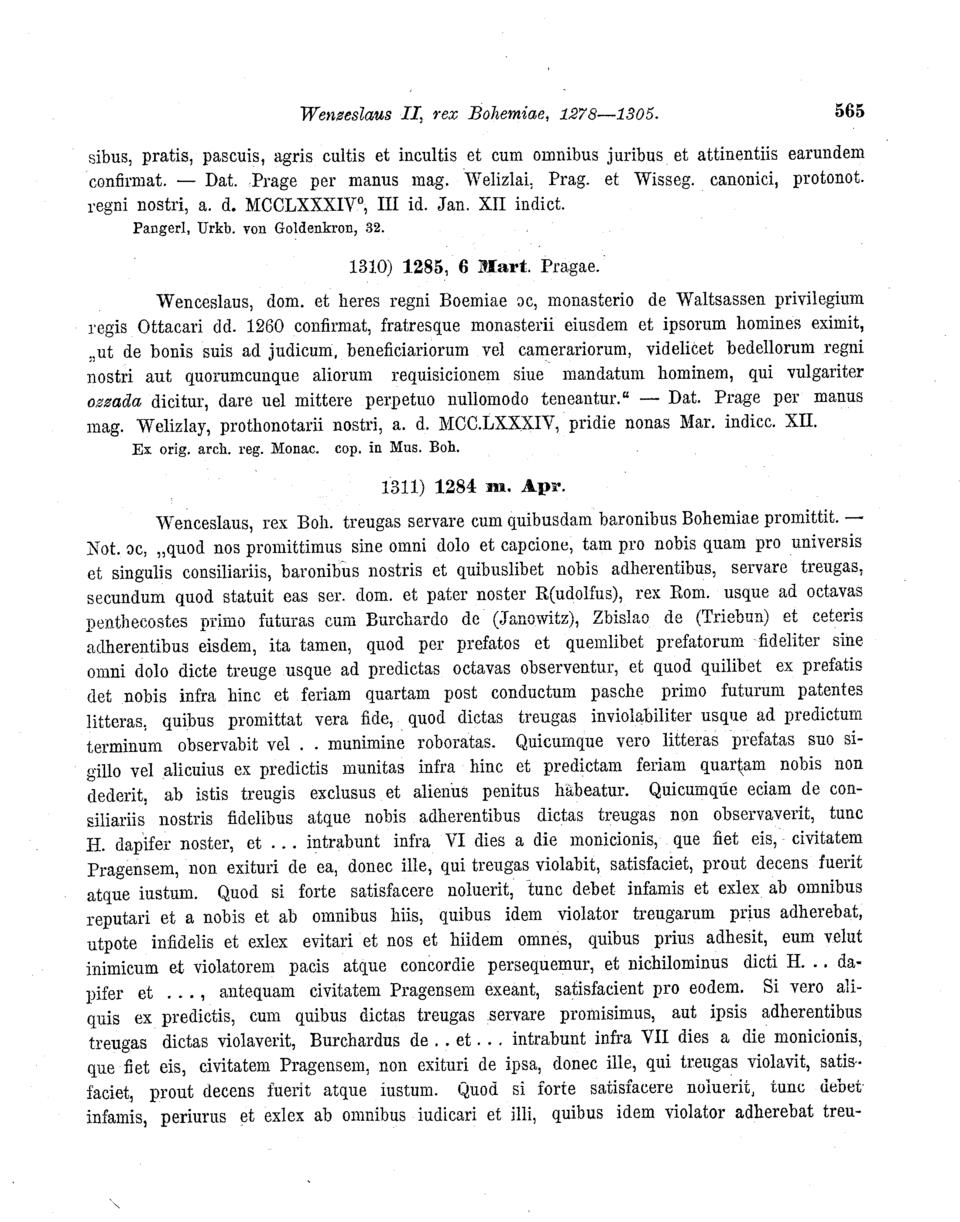 Wenzeslaus II, rex Bohemiae, 1278—1305. 565
sibus, pratis, pascuis, agris cultis et incultis et cum omnibus juribus et attinentiis earundem
confirmat. — Dat. Prage per manus mag. Welizlai, Prag. et Wisseg. canonici, protonot.
regni nostri, a. d. MCCLXXXIV⁰, III id. Jan. XII indict.
Pangerl, Urkb. von Goldenkron, 32.
1310) 1285, 6 Mart. Pragae.
Wenceslaus, dom. et heres regni Boemiae ɔc, monasterio de Waltsassen privilegium
regis Ottacari dd. 1260 confirmat, fratresque monasterii eiusdem et ipsorum homines eximit,
„ut de bonis suis ad judicum, beneficiariorum vel camerariorum, videlicet bedellorum regni
nostri aut quorumcunque aliorum requisicionem siue mandatum hominem, qui vulgariter
ozzada dicitur, dare uel mittere perpetuo nullomodo teneantur.“ — Dat. Prage per manus
mag. Welizlay, prothonotarii nostri, a. d. MCC.LXXXIV, pridie nonas Mar. indicc. XII.
Ex orig. arch. reg. Monac. cop. in Mus. Boh.
1311) 1284 m. Apr.
Wenceslaus, rex Boh. treugas servare cum quibusdam baronibus Bohemiae promittit. —
Not. ɔc, „quod nos promittimus sine omni dolo et capcione, tam pro nobis quam pro universis
et singulis consiliariis, baronibus nostris et quibuslibet nobis adherentibus, servare treugas,
secundum quod statuit eas ser. dom. et pater noster R(udolfus), rex Rom. usque ad octavas
penthecostes primo futuras cum Burchardo de (Janowitz), Zbislao de (Triebun) et ceteris
adherentibus eisdem, ita tamen, quod per prefatos et quemlibet prefatorum fideliter sine
omni dolo dicte treuge usque ad predictas octavas observentur, et quod quilibet ex prefatis
det nobis infra hinc et feriam quartam post conductum pasche primo futurum patentes
litteras, quibus promittat vera fide, quod dictas treugas inviolabiliter usque ad predictum
terminum observabit vel . . munimine roboratas. Quicumque vero litteras prefatas suo si-
gillo vel alicuius ex predictis munitas infra hinc et predictam feriam quartam nobis non
dederit, ab istis treugis exclusus et alienus penitus habeatur. Quicumque eciam de con-
siliariis nostris fidelibus atque nobis adherentibus dictas treugas non observaverit, tunc
H. dapifer noster, et . . . intrabunt infra VI dies a die monicionis, que fiet eis, civitatem
Pragensem, non exituri de ea, donec ille, qui treugas violabit, satisfaciet, prout decens fuerit
atque iustum. Quod si forte satisfacere noluerit, tunc debet infamis et exlex ab omnibus
reputari et a nobis et ab omnibus hiis, quibus idem violator treugarum prius adherebat,
utpote infidelis et exlex evitari et nos et hiidem omnes, quibus prius adhesit, eum velut
inimicum et violatorem pacis atque concordie persequemur, et nichilominus dicti H. . . da-
pifer et . . ., antequam civitatem Pragensem exeant, satisfacient pro eodem. Si vero ali-
quis ex predictis, cum quibus dictas treugas servare promisimus, aut ipsis adherentibus
treugas dictas violaverit, Burchardus de . . et . . . intrabunt infra VII dies a die monicionis,
que fiet eis, civitatem Pragensem, non exituri de ipsa, donec ille, qui treugas violavit, satis-
faciet, prout decens fuerit atque iustum. Quod si forte satisfacere noluerit, tunc debet
infamis, periurus et exlex ab omnibus iudicari et illi, quibus idem violator adherebat treu-